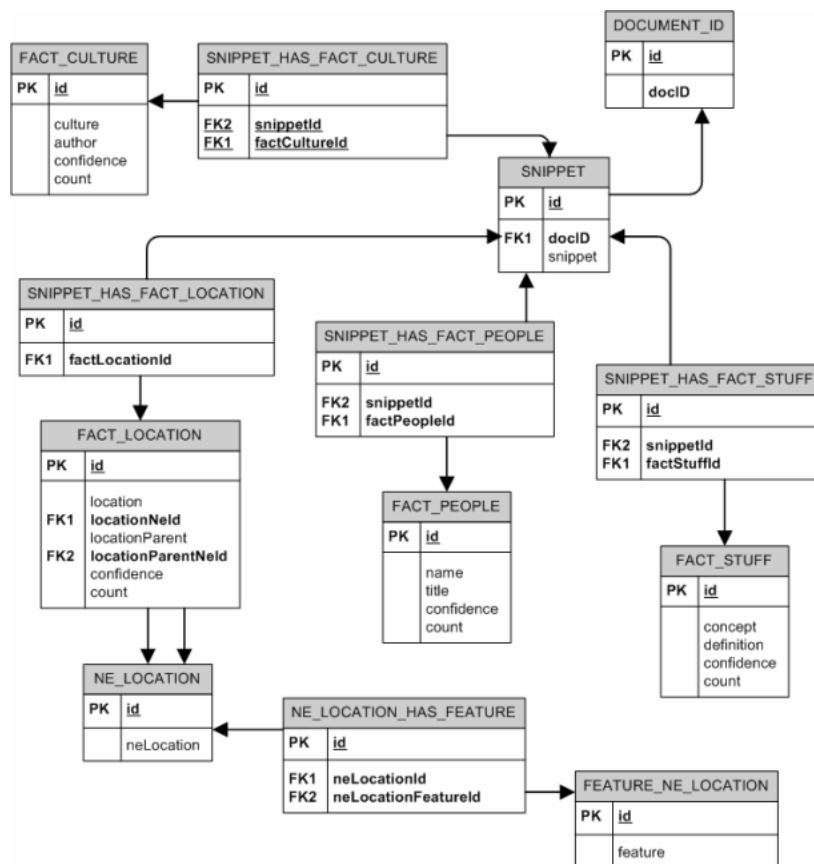 DOCUMENT_ID
PK id
docID
FACT_CULTURE
PK id
culture
author
confidence
count
SNIPPET_HAS_FACT_CULTURE
PK id
FK2 snippetId
FK1 factCultureId
SNIPPET
PK id
FK1 docID
snippet
SNIPPET_HAS_FACT_LOCATION
PK id
FK1 factLocationId
SNIPPET_HAS_FACT_PEOPLE
PK id
FK2 snippetId
FK1 factPeopleId
SNIPPET_HAS_FACT_STUFF
PK id
FK2 snippetId
FK1 factStuffId
FACT_LOCATION
PK id
location
FK1 locationNeId
locationParent
FK2 locationParentNeId
confidence
count
FACT_PEOPLE
PK id
name
title
confidence
count
FACT_STUFF
PK id
concept
definition
confidence
count
NE_LOCATION
PK id
neLocation
NE_LOCATION_HAS_FEATURE
PK id
FK1 neLocationId
FK2 neLocationFeatureId
FEATURE_NE_LOCATION
PK id
feature